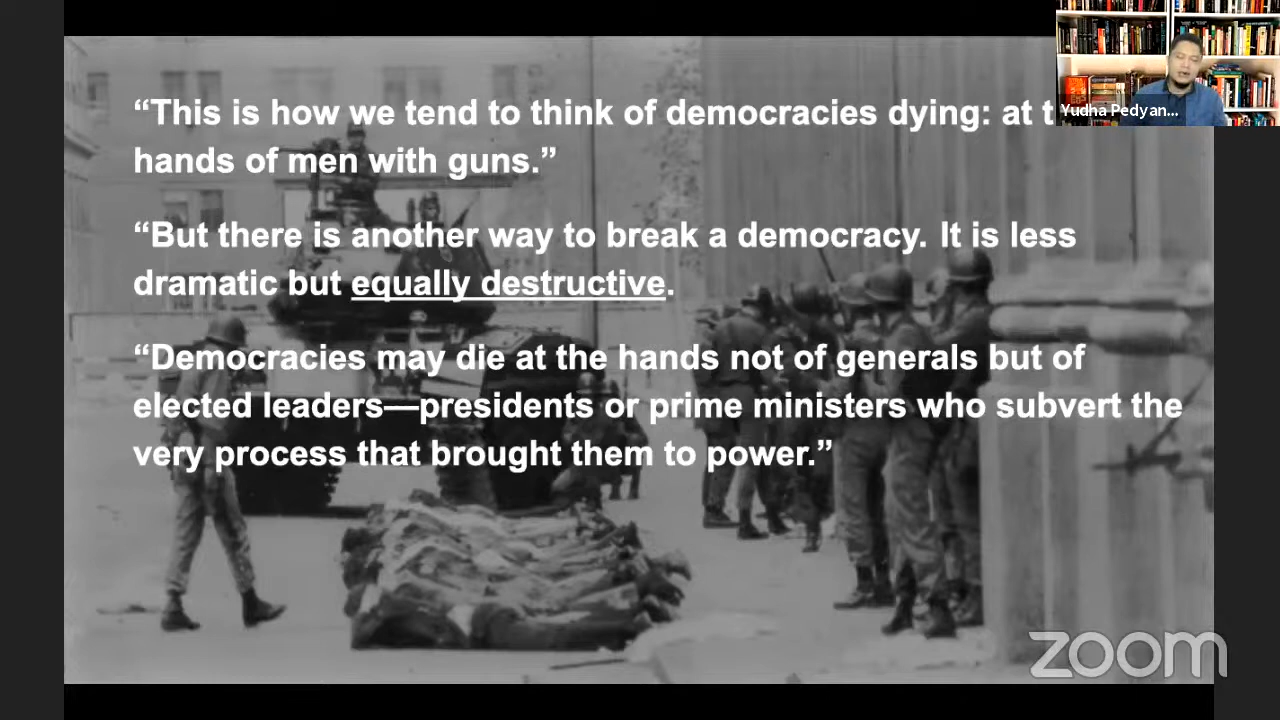 “This is how we tend to think of democracies dying: at t
hands of men with guns.”
“But there is another way to break a democracy. It is less
dramatic but equally destructive.
“Democracies may die at the hands not of generals but of
elected leaders—presidents or prime ministers who subvert the
very process that brought them to power.”
Yudha Pedyan...
zoom